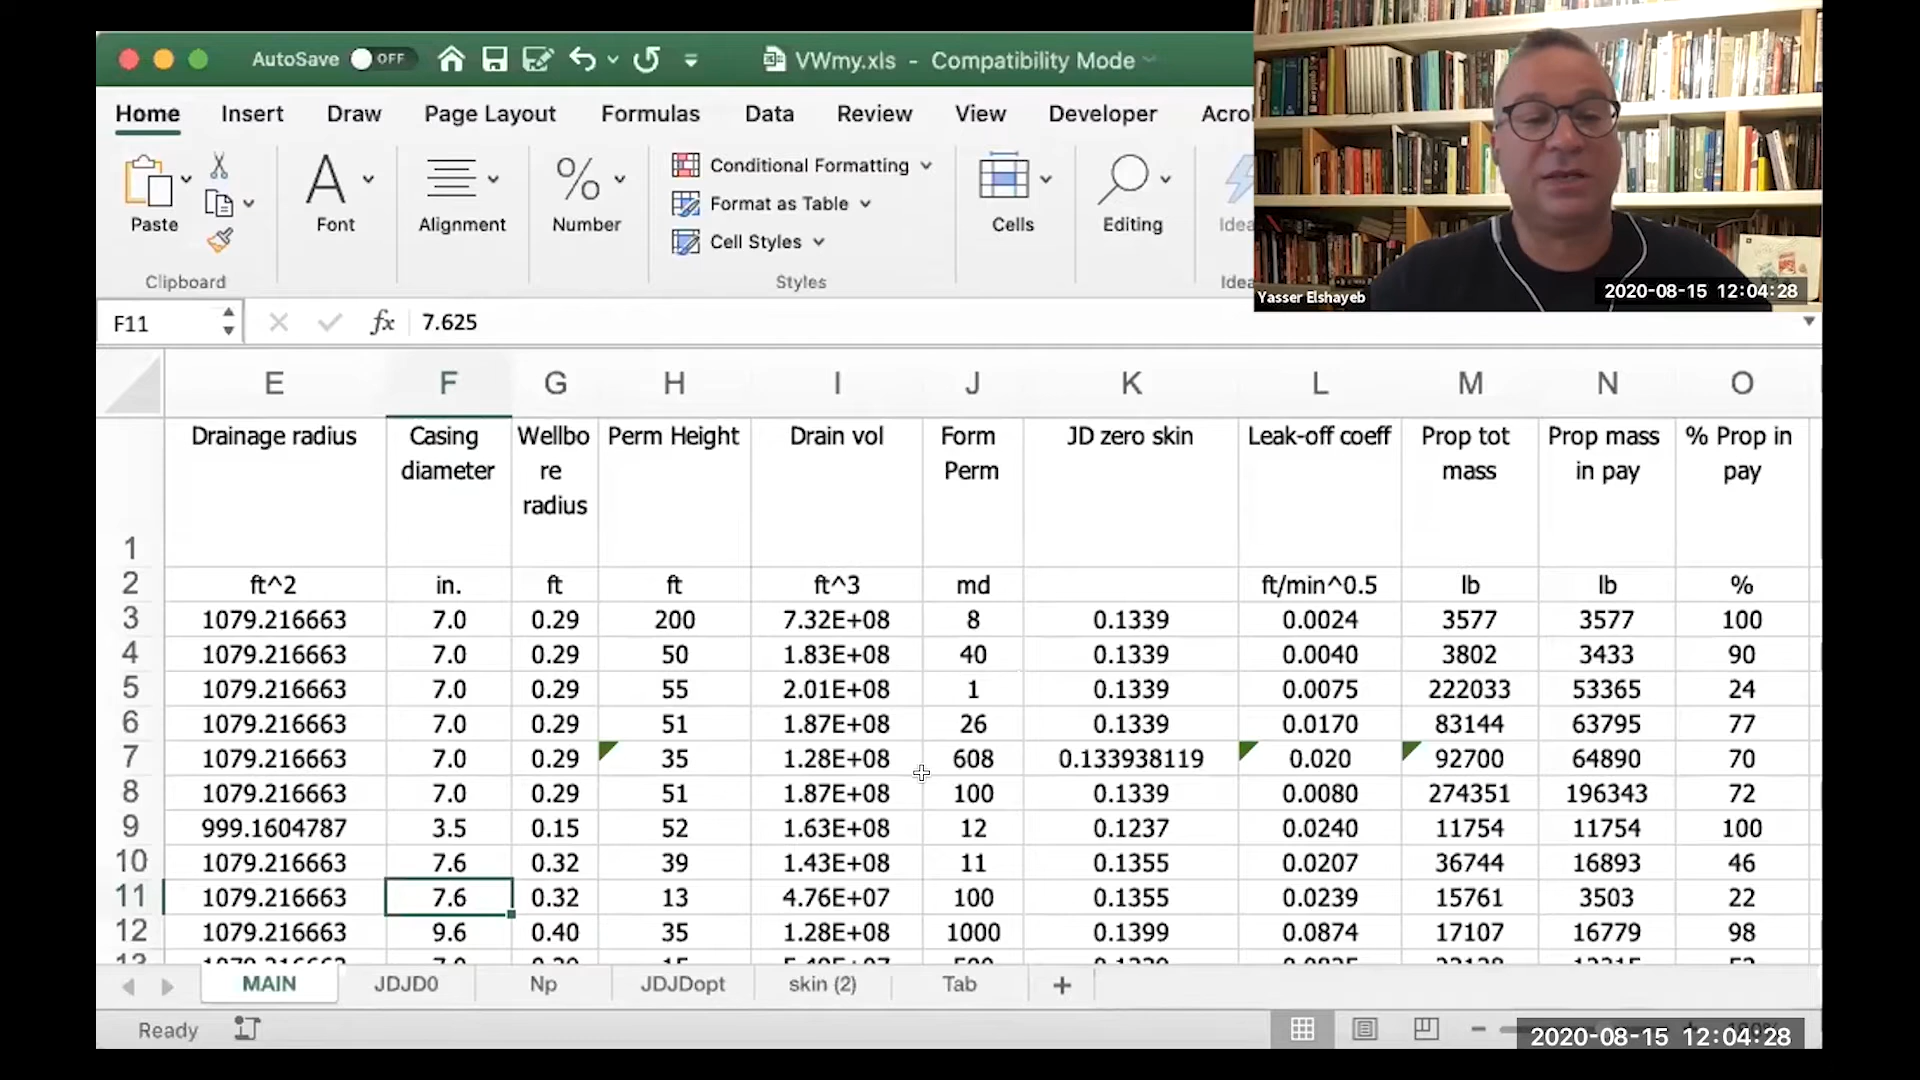 AutoSave OFF VWmy.xls - Compatibility Mode
Home Insert Draw Page Layout Formulas Data Review View Developer Acro
Paste Font Alignment % Number Conditional Formatting Cells Editing Idea
Format as Table
Cell Styles
Clipboard Styles Idea
Yasser Elshayeb 2020-08-15 12:04:28
F11 fx 7.625
E F G H I J K L M N O
Drainage radius Casing Wellbo Perm Height Drain vol Form JD zero skin Leak-off coeff Prop tot Prop mass % Prop in
diameter re Perm mass in pay pay
radius
1
2 ft^2 in. ft ft ft^3 md ft/min^0.5 lb lb %
3 1079.216663 7.0 0.29 200 7.32E+08 8 0.1339 0.0024 3577 3577 100
4 1079.216663 7.0 0.29 50 1.83E+08 40 0.1339 0.0040 3802 3433 90
5 1079.216663 7.0 0.29 55 2.01E+08 1 0.1339 0.0075 222033 53365 24
6 1079.216663 7.0 0.29 51 1.87E+08 26 0.1339 0.0170 83144 63795 77
7 1079.216663 7.0 0.29 35 1.28E+08 608 0.133938119 0.020 92700 64890 70
8 1079.216663 7.0 0.29 51 1.87E+08 100 0.1339 0.0080 274351 196343 72
9 999.1604787 3.5 0.15 52 1.63E+08 12 0.1237 0.0240 11754 11754 100
10 1079.216663 7.6 0.32 39 1.43E+08 11 0.1355 0.0207 36744 16893 46
11 1079.216663 7.6 0.32 13 4.76E+07 100 0.1355 0.0239 15761 3503 22
12 1079.216663 9.6 0.40 35 1.28E+08 1000 0.1399 0.0874 17107 16779 98
MAIN JDJD0 Np JDJDopt skin (2) Tab +
Ready 2020-08-15 12:04:28